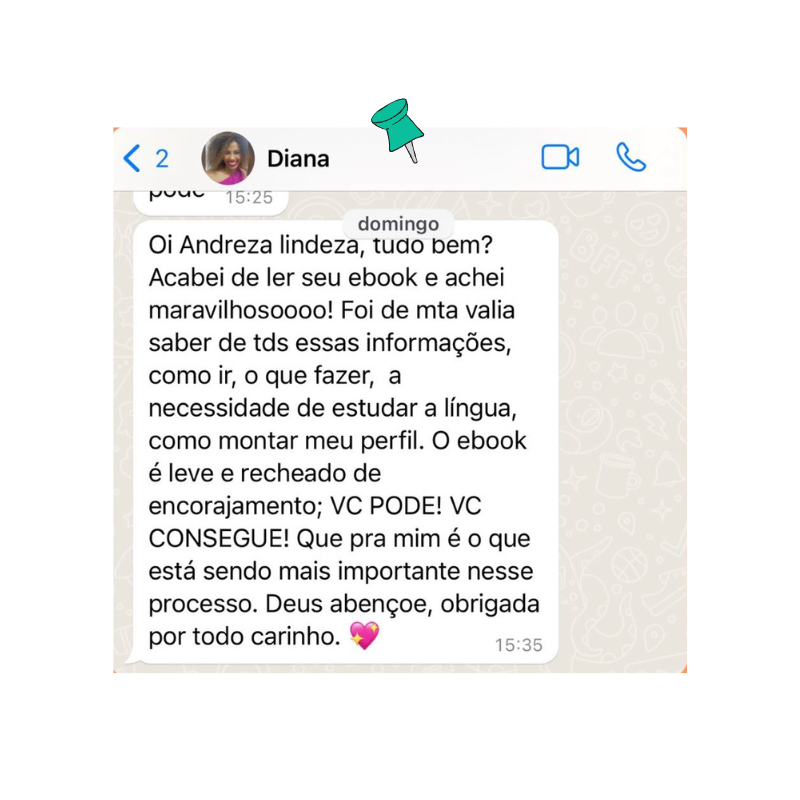 2
Diana
pode 15:25
domingo
Oi Andreza lindeza, tudo bem?
Acabei de ler seu ebook e achei
maravilhosoooo! Foi de mta valia
saber de tds essas informações,
como ir, o que fazer,  a
necessidade de estudar a língua,
como montar meu perfil. O ebook
é leve e recheado de
encorajamento; VC PODE! VC
CONSEGUE! Que pra mim é o que
está sendo mais importante nesse
processo. Deus abençoe, obrigada
por todo carinho. 💖
15:35